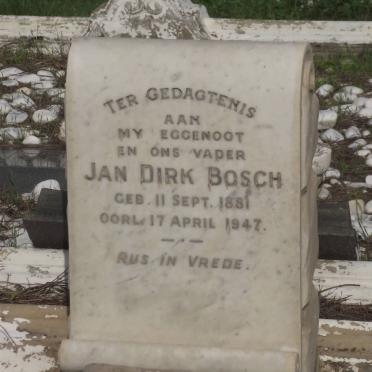 TER GEDAGTENIS
AAN
MY EGGENOOT
EN ONS VADER
JAN DIRK BOSCH
GEB. 11 SEPT. 1881
OORL. 17 APRIL 1947.
RUS IN VREDE.